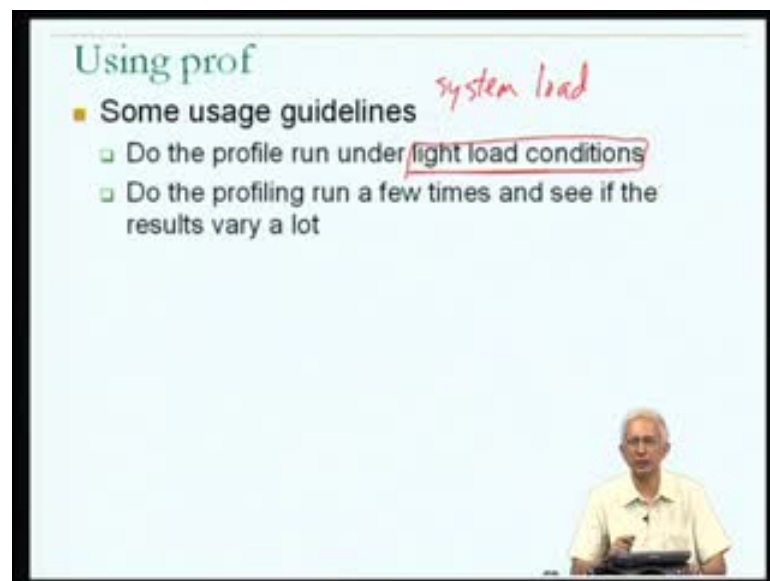 Using prof
system load
Some usage guidelines
Do the profile run under light load conditions
Do the profiling run a few times and see if the
results vary a lot